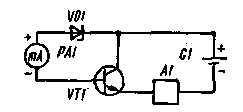 VD1
+
mA
PA1
-
VT1
A1
C1
+
-